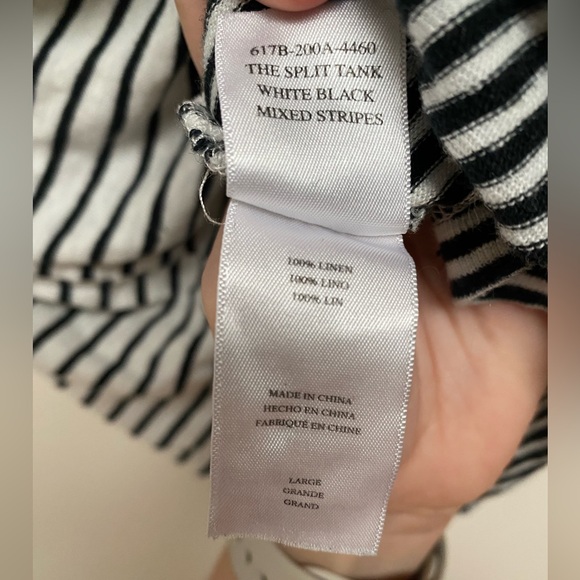 617B-200A-4460
THE SPLIT TANK
WHITE BLACK
MIXED STRIPES
100% LINEN
100% LINO
100% LIN
MADE IN CHINA
HECHO EN CHINA
FABRIQUÉ EN CHINE
LARGE
GRANDE
GRAND